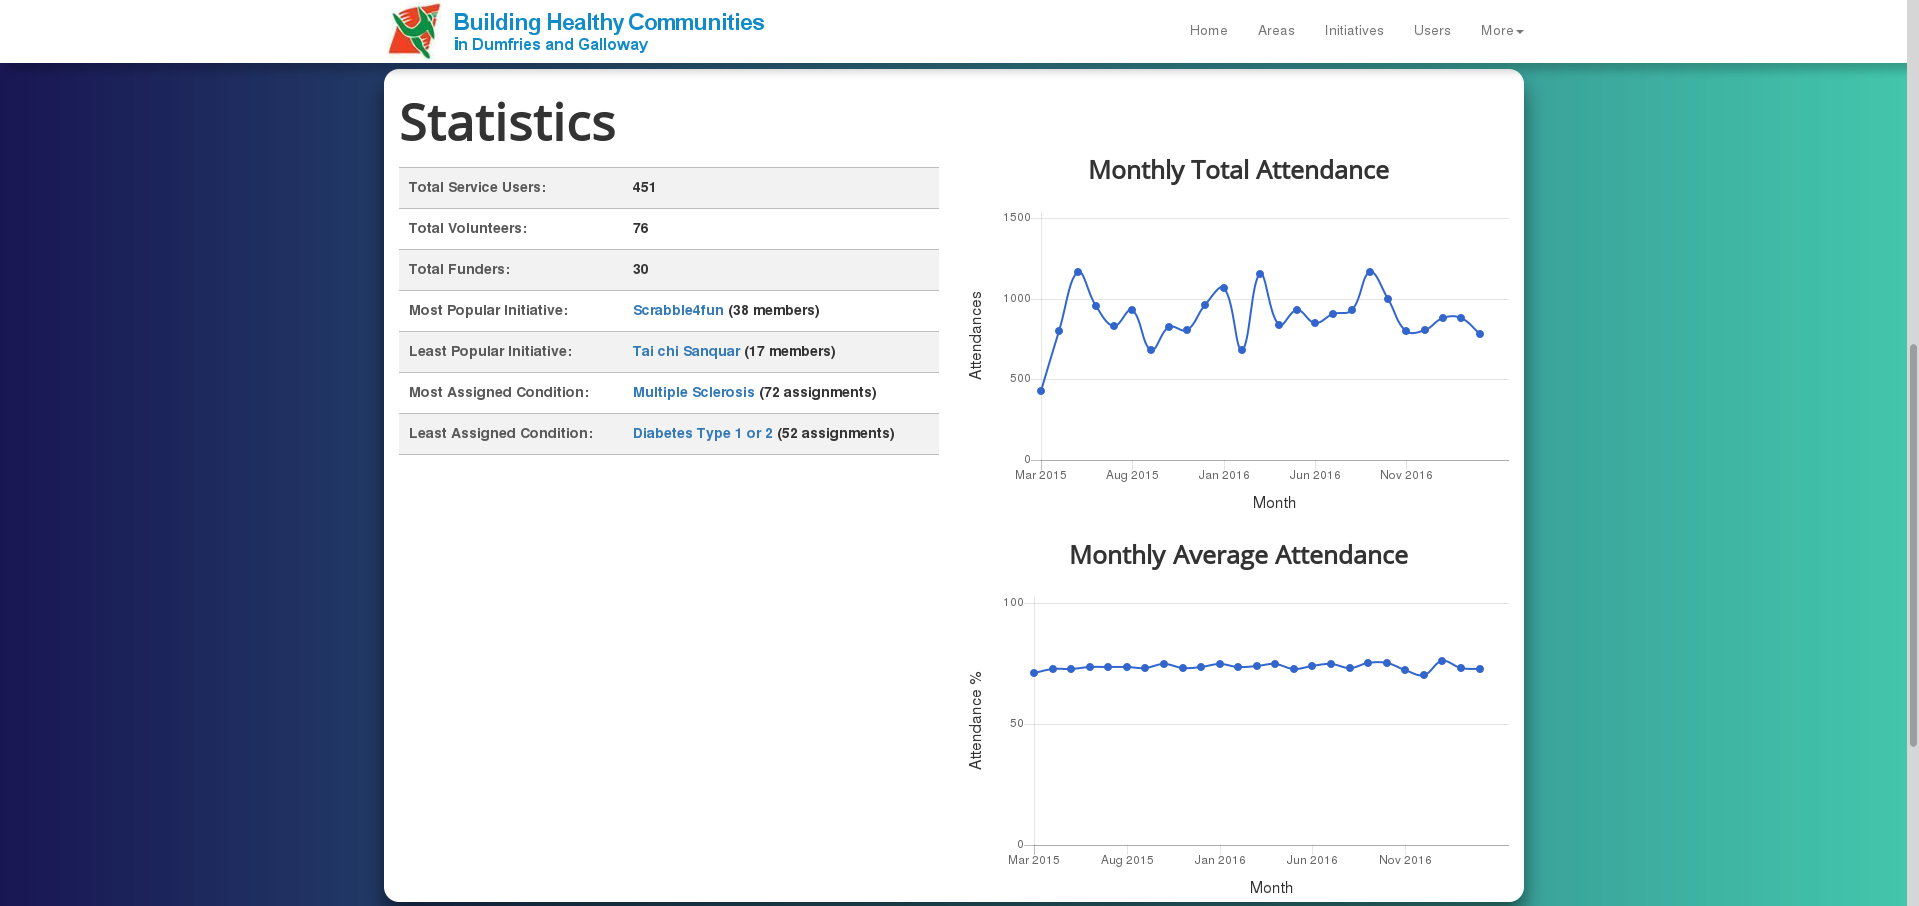 Building Healthy Communities
in Dumfries and Galloway
Home Areas Initiatives Users More
Statistics
Total Service Users: 451
Total Volunteers: 76
Total Funders: 30
Most Popular Initiative: Scrabble4fun (38 members)
Least Popular Initiative: Tai chi Sanquar (17 members)
Most Assigned Condition: Multiple Sclerosis (72 assignments)
Least Assigned Condition: Diabetes Type 1 or 2 (52 assignments)
Monthly Total Attendance
1500
1000
500
0
Attendances
Mar 2015 Aug 2015 Jan 2016 Jun 2016 Nov 2016
Month
Monthly Average Attendance
100
50
0
Attendance %
Mar 2015 Aug 2015 Jan 2016 Jun 2016 Nov 2016
Month